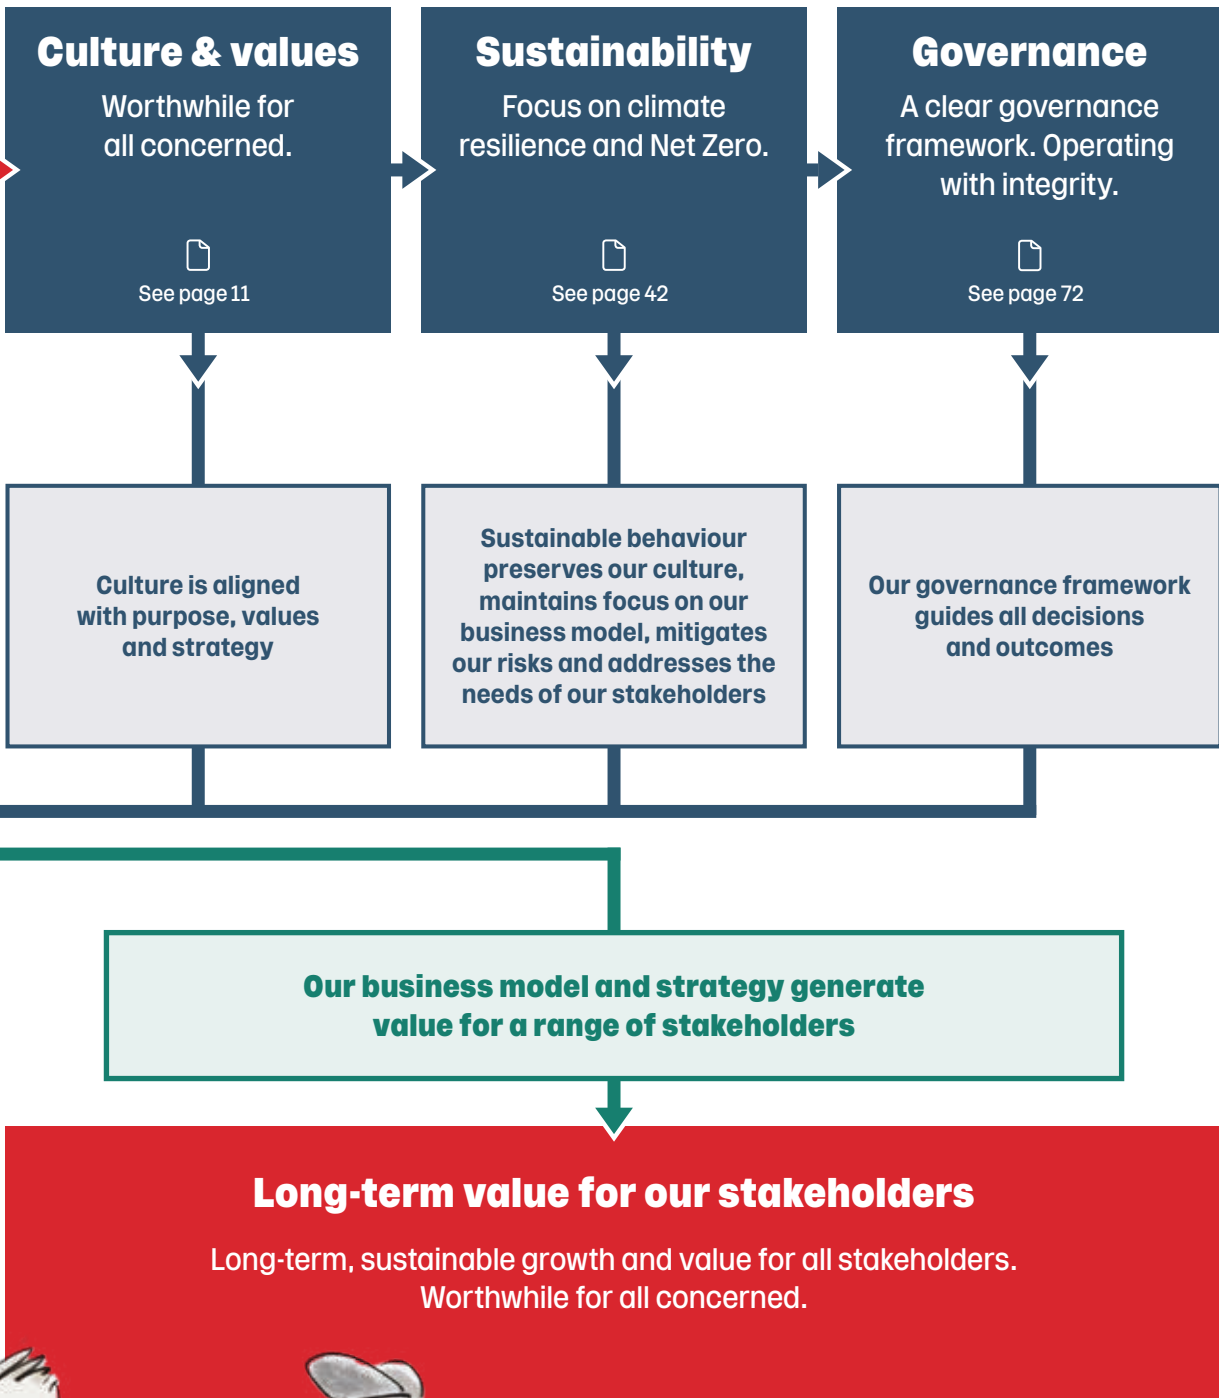 Culture & values
Worthwhile for
all concerned.
See page 11
Sustainability
Focus on climate
resilience and Net Zero.
See page 42
Governance
A clear governance
framework. Operating
with integrity.
See page 72
Culture is aligned
with purpose, values
and strategy
Sustainable behaviour
preserves our culture,
maintains focus on our
business model, mitigates
our risks and addresses the
needs of our stakeholders
Our governance framework
guides all decisions
and outcomes
Our business model and strategy generate
value for a range of stakeholders
Long-term value for our stakeholders
Long-term, sustainable growth and value for all stakeholders.
Worthwhile for all concerned.